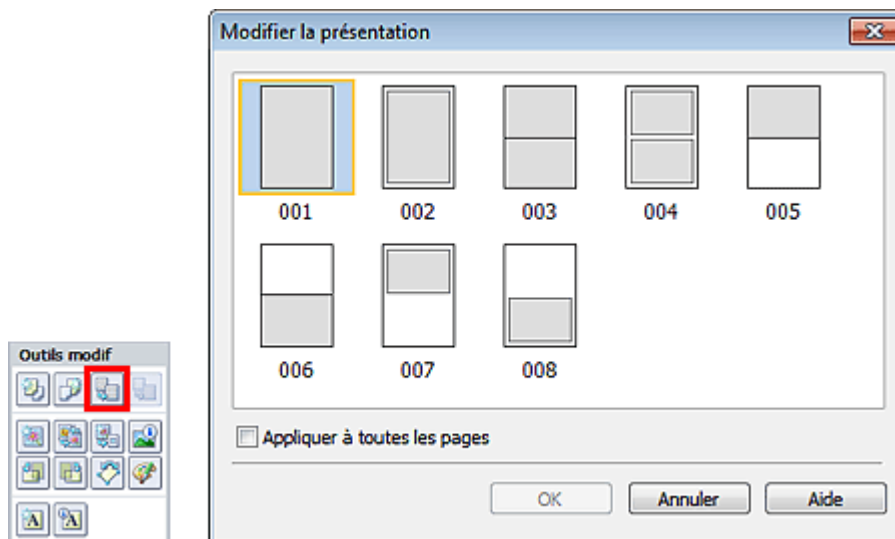 Modifier la présentation
001 002 003 004 005
006 007 008
Appliquer à toutes les pages
OK Annuler Aide
Outils modif
A A